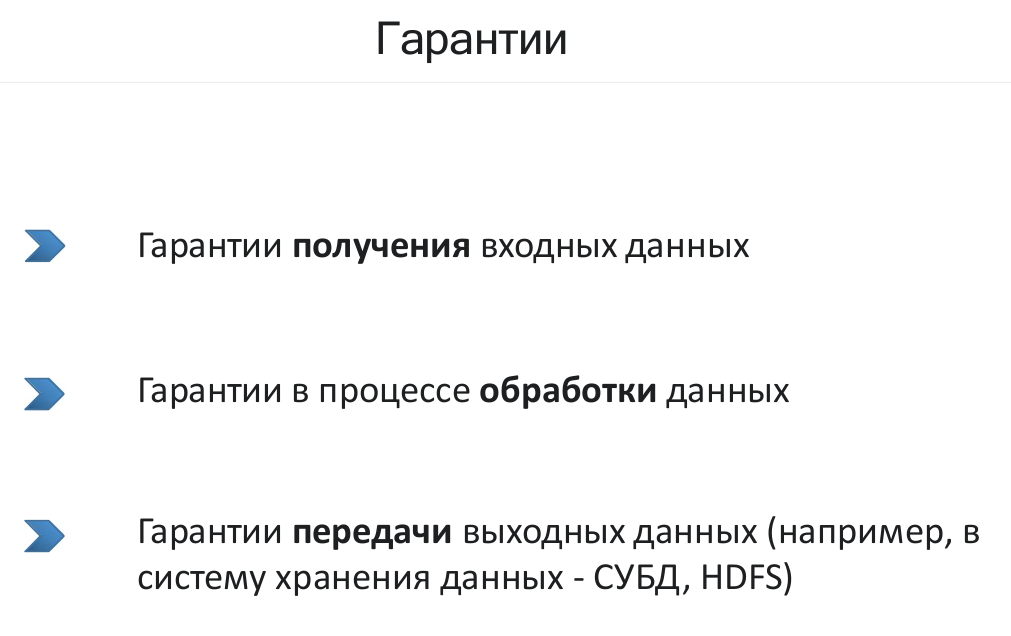 Гарантии
Гарантии получения входных данных
Гарантии в процессе обработки данных
Гарантии передачи выходных данных (например, в
систему хранения данных - СУБД, HDFS)